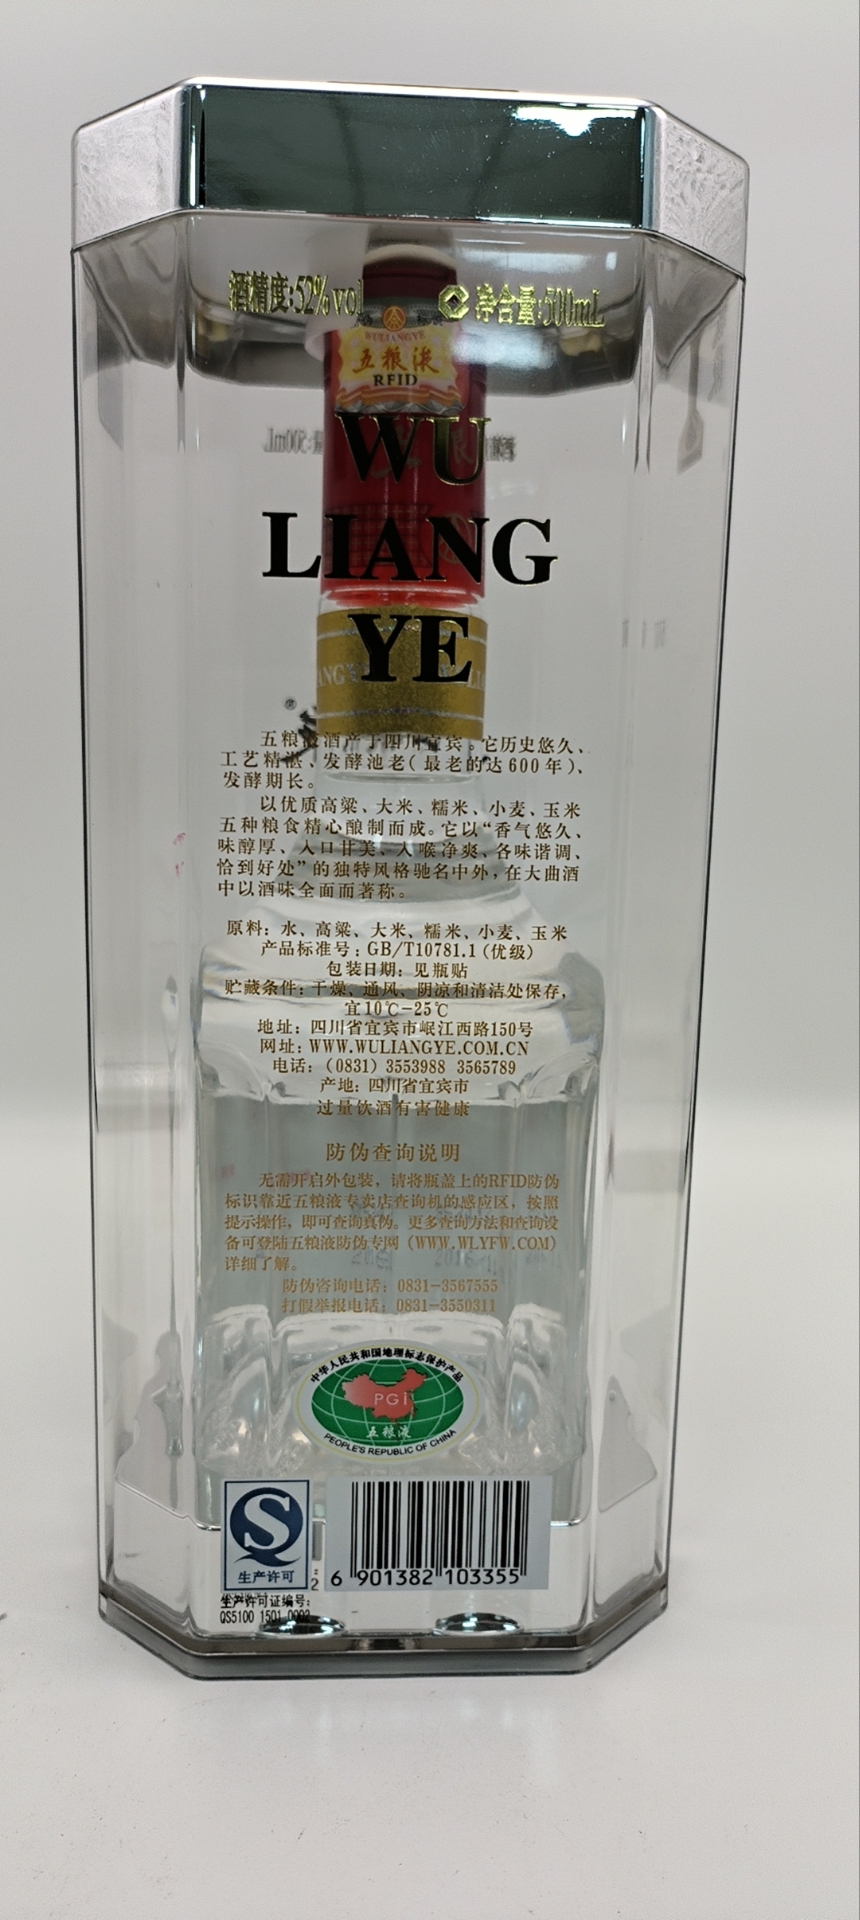 酒精度:52%vol 净含量:500mL
WULIANGYE
五粮液
RFID
WU
LIANG
YE
五粮液酒产于四川宜宾。它历史悠久、
工艺精湛、发酵池老(最老的达600年)、
发酵期长。
以优质高粱、大米、糯米、小麦、玉米
五种粮食精心酿制而成。它以“香气悠久、
味醇厚、入口甘美、入喉净爽、各味谐调、
恰到好处”的独特风格驰名中外,在大曲酒
中以酒味全面而著称。
原料: 水、高粱、大米、糯米、小麦、玉米
产品标准号: GB/T10781.1(优级)
包装日期: 见瓶贴
贮藏条件: 干燥、通风、阴凉和清洁处保存,
宜10℃-25℃
地址: 四川省宜宾市岷江西路150号
网址: WWW.WULIANGYE.COM.CN
电话: (0831) 3553988 3565789
产地: 四川省宜宾市
过量饮酒有害健康
防伪查询说明
无需开启外包装, 请将瓶盖上的RFID防伪
标识靠近五粮液专卖店查询机的感应区, 按照
提示操作, 即可查询真伪。更多查询方法和查询设
备可登陆五粮液防伪专网 (WWW.WLYFW.COM)
详细了解。
防伪咨询电话: 0831-3567555
打假举报电话: 0831-3550311
中华人民共和国地理标志保护产品
PGI
五粮液
PEOPLE'S REPUBLIC OF CHINA
生产许可
6 901382 103355
生产许可证编号:
QS5100 1501 0002